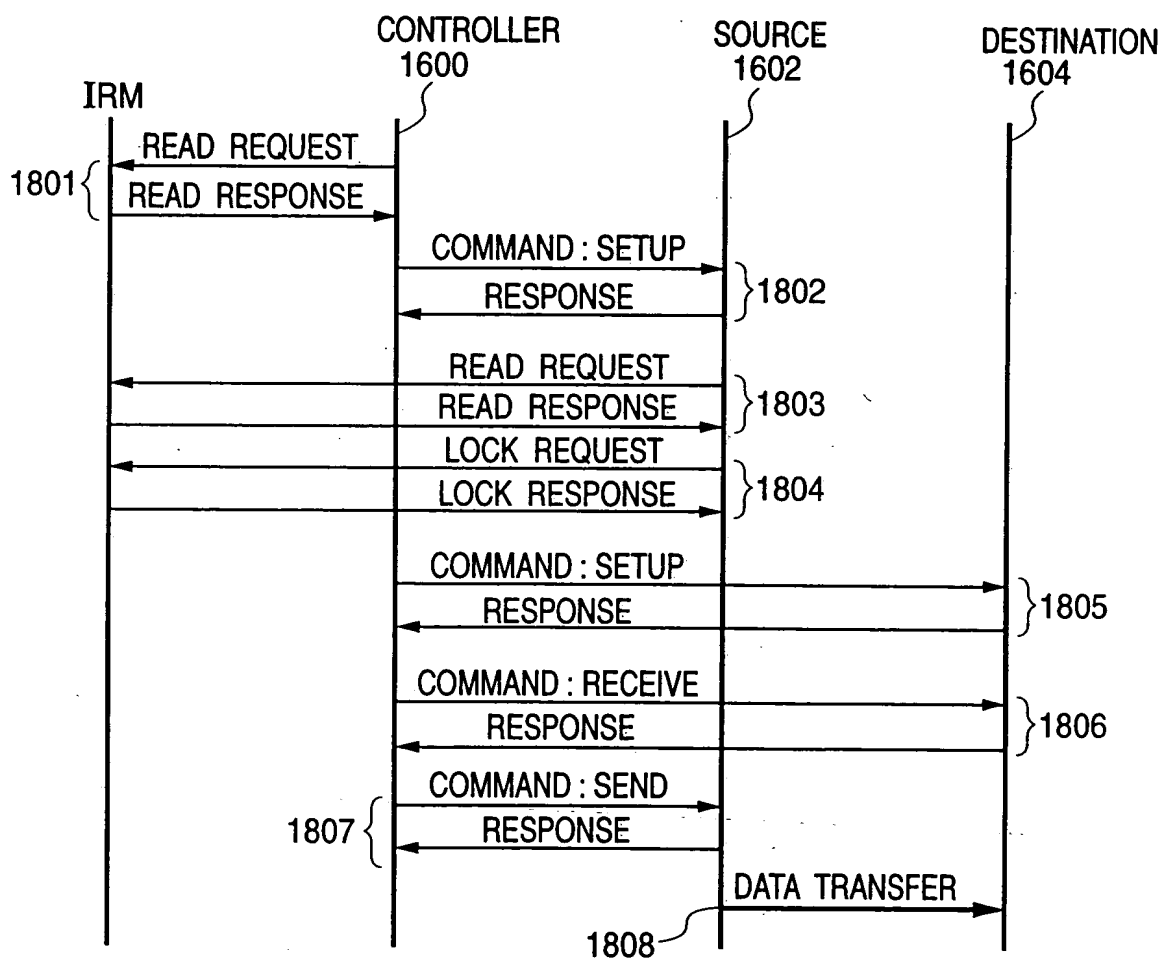 CONTROLLER
1600
SOURCE
1602
DESTINATION
1604
IRM
READ REQUEST
1801
READ RESPONSE
COMMAND : SETUP
1802
RESPONSE
READ REQUEST
1803
READ RESPONSE
LOCK REQUEST
1804
LOCK RESPONSE
COMMAND : SETUP
1805
RESPONSE
COMMAND : RECEIVE
1806
RESPONSE
COMMAND : SEND
1807
RESPONSE
DATA TRANSFER
1808